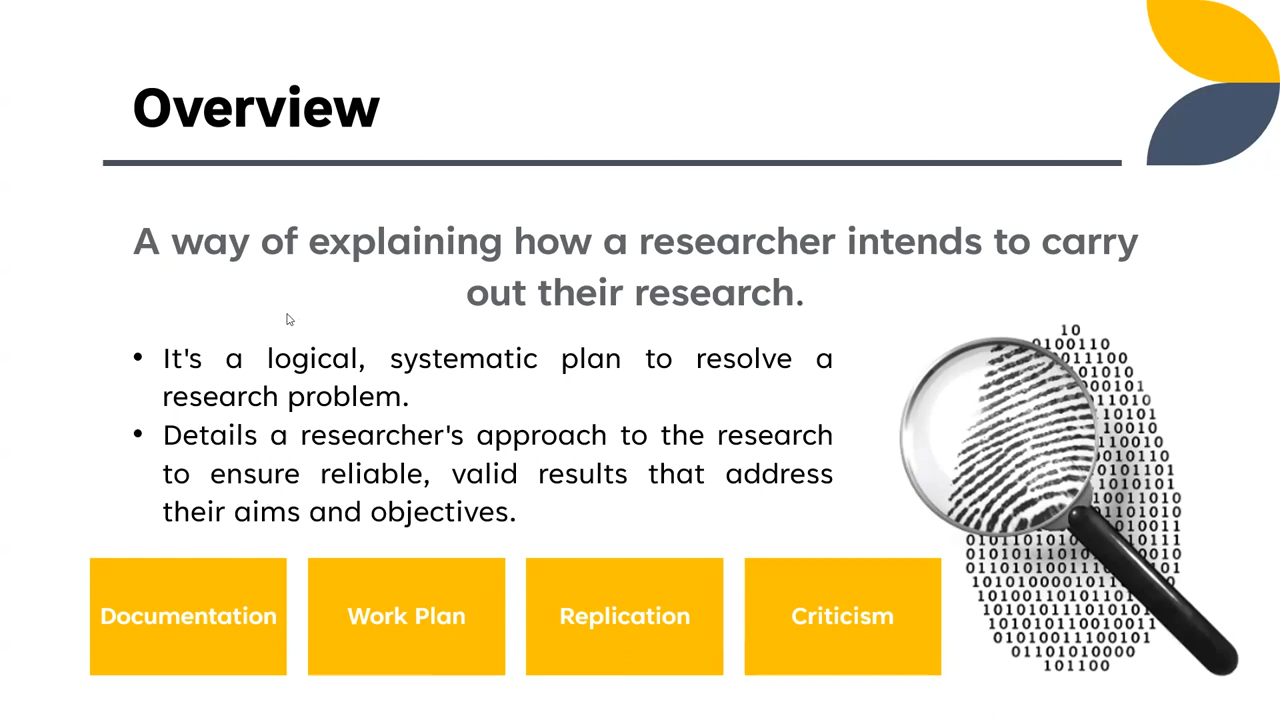 Overview
A way of explaining how a researcher intends to carry
out their research.
• It's a logical, systematic plan to resolve a
research problem.
• Details a researcher's approach to the research
to ensure reliable, valid results that address
their aims and objectives.
Documentation
Work Plan
Replication
Criticism